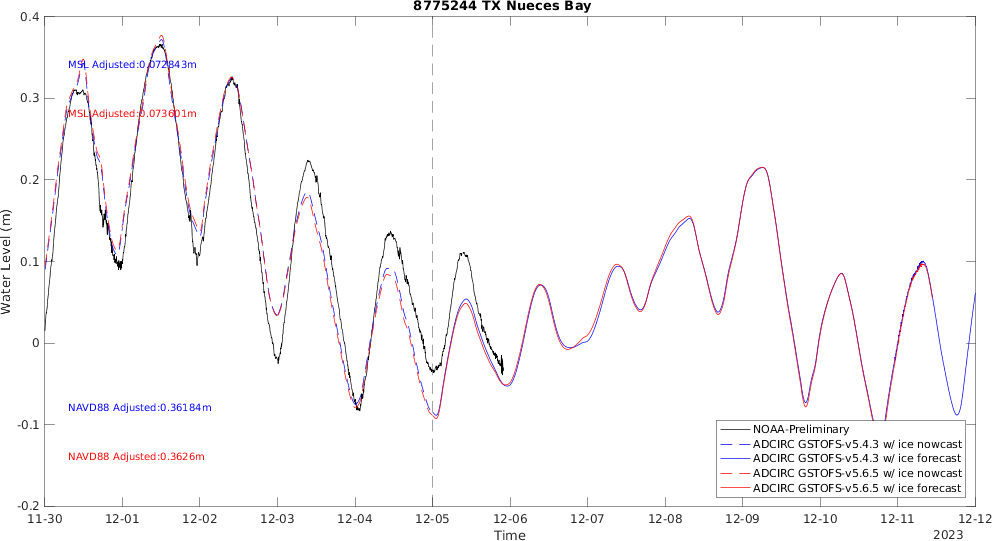 8775244 TX Nueces Bay
0.4
MSL Adjusted:0.072843m
0.3
MSL Adjusted:0.073601m
0.2
Water Level (m)
0.1
0
NAVD88 Adjusted:0.36184m
-0.1
NAVD88 Adjusted:0.3626m
NOAA-Preliminary
ADCIRC GSTOFS-v5.4.3 w/ ice nowcast
ADCIRC GSTOFS-v5.4.3 w/ ice forecast
ADCIRC GSTOFS-v5.6.5 w/ ice nowcast
ADCIRC GSTOFS-v5.6.5 w/ ice forecast
-0.2
11-30 12-01 12-02 12-03 12-04 12-05 12-06 12-07 12-08 12-09 12-10 12-11 12-12
Time
2023